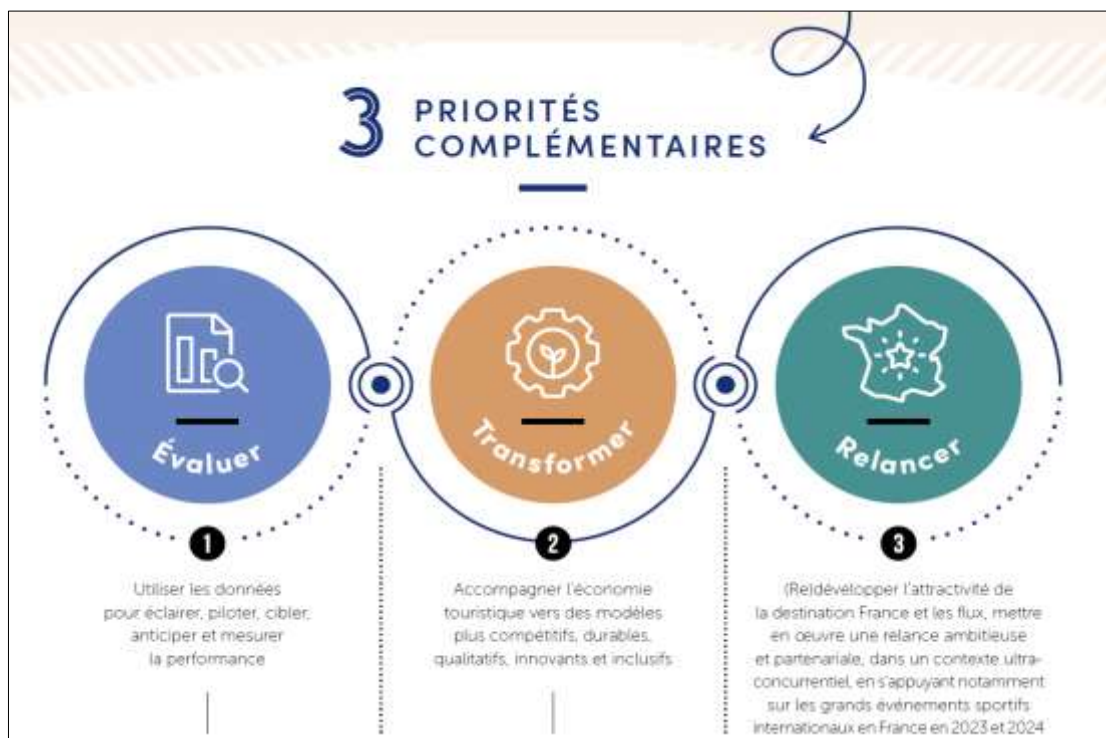 3 PRIORITÉS
COMPLÉMENTAIRES
Évaluer
1
Utiliser les données
pour éclairer, piloter, cibler,
anticiper et mesurer
la performance
Transformer
2
Accompagner l'économie
touristique vers des modèles
plus compétitifs, durables,
qualitatifs, innovants et inclusifs
Relancer
3
(Re)développer l'attractivité de
la destination France et les flux, mettre
en œuvre une relance ambitieuse
et partenariale, dans un contexte ultra-
concurrentiel, en s'appuyant notamment
sur les grands événements sportifs
internationaux en France en 2023 et 2024